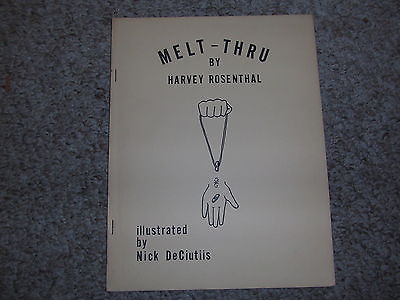 MELT-THRU
BY
HARVEY ROSENTHAL
illustrated
by
Nick DeCiutiis